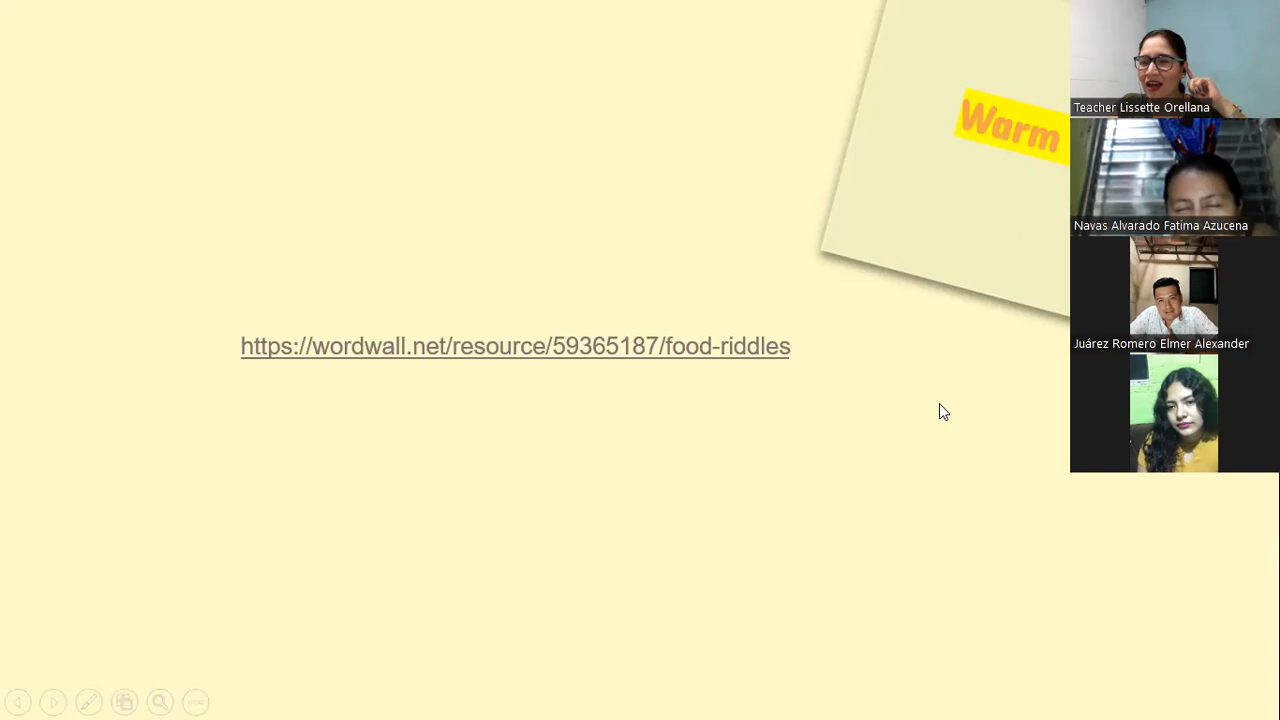 Warm
Teacher Lissette Orellana
Navas Alvarado Fatima Azucena
Juárez Romero Elmer Alexander
https://wordwall.net/resource/59365187/food-riddles